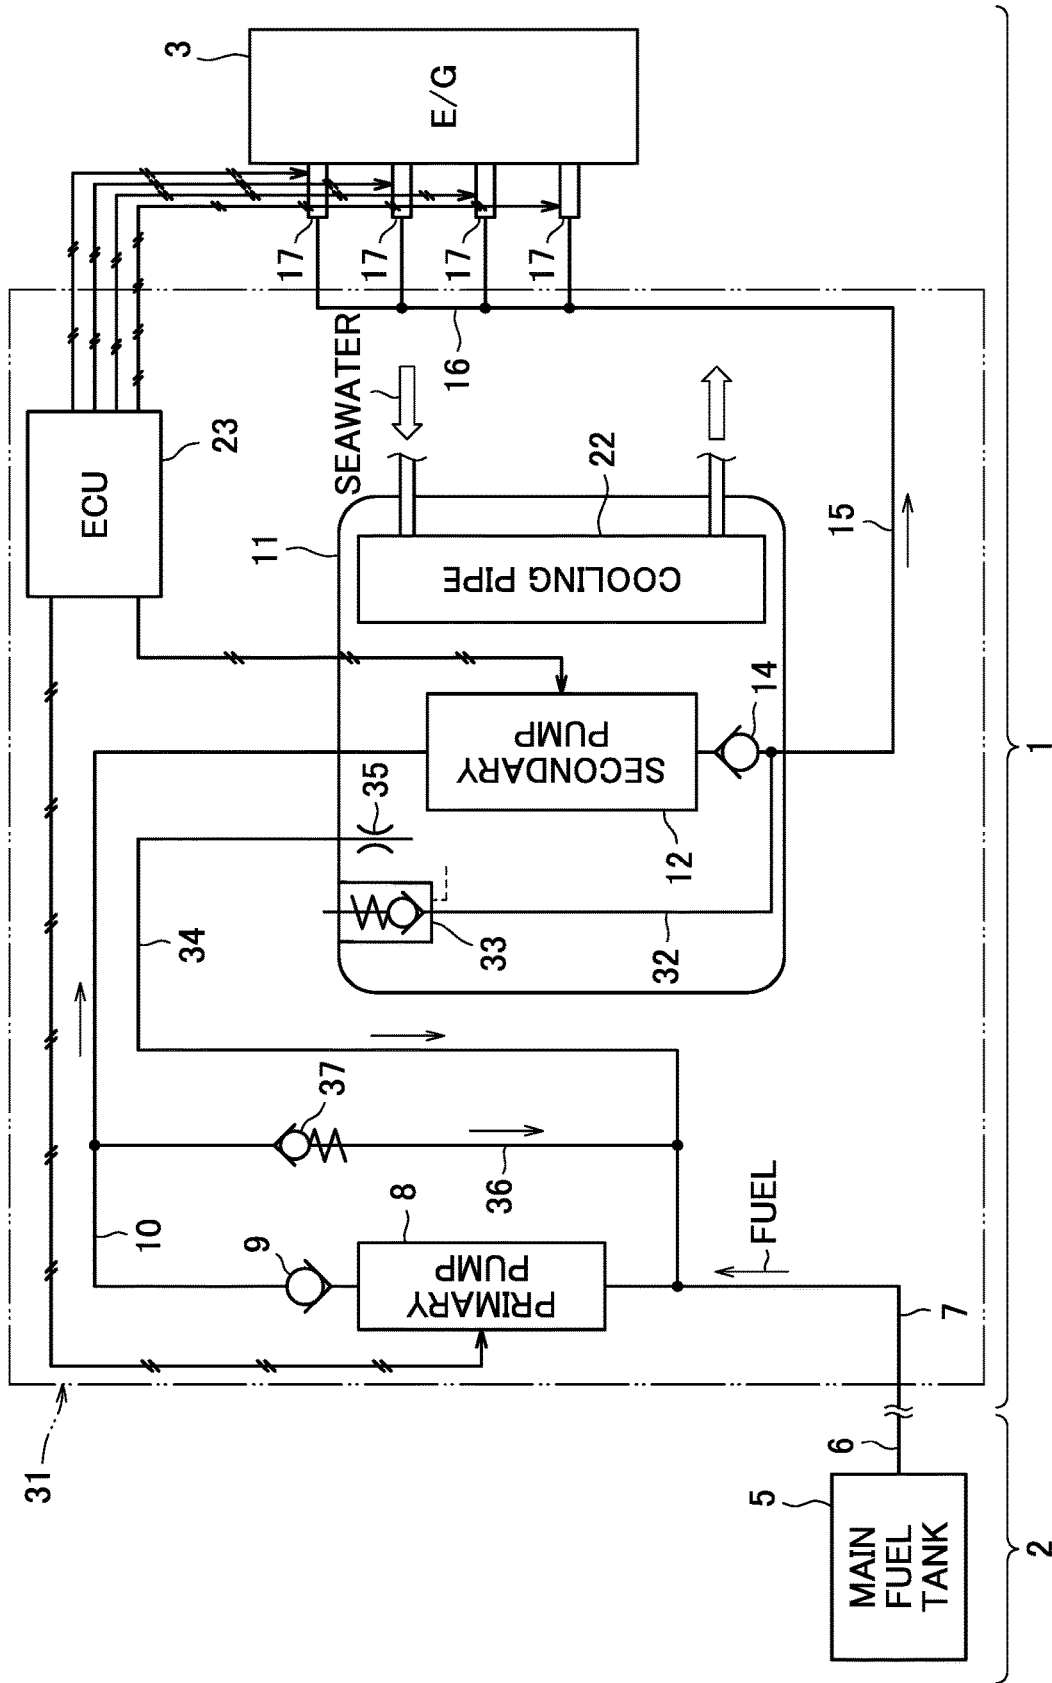 3
E/G
17
17
17
17
16
SEAWATER
ECU
23
11
22
COOLING PIPE
15
14
SECONDARY
PUMP
12
35
33
32
34
37
36
10
9
8
PRIMARY
PUMP
FUEL
7
31
6
5
MAIN
FUEL
TANK
1
2